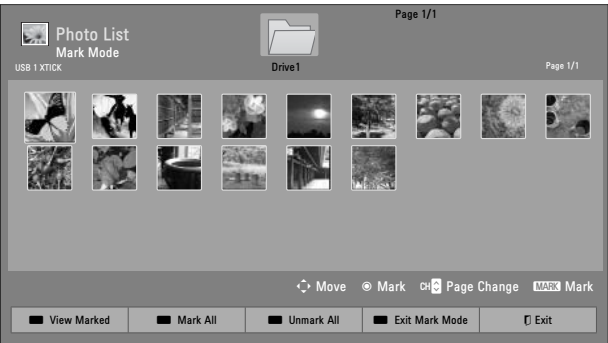 Page 1/1
Photo List
Mark Mode
USB 1 XTICK
Drive1
Page 1/1
Move Mark CH Page Change MARK Mark
View Marked Mark All Unmark All Exit Mark Mode Exit